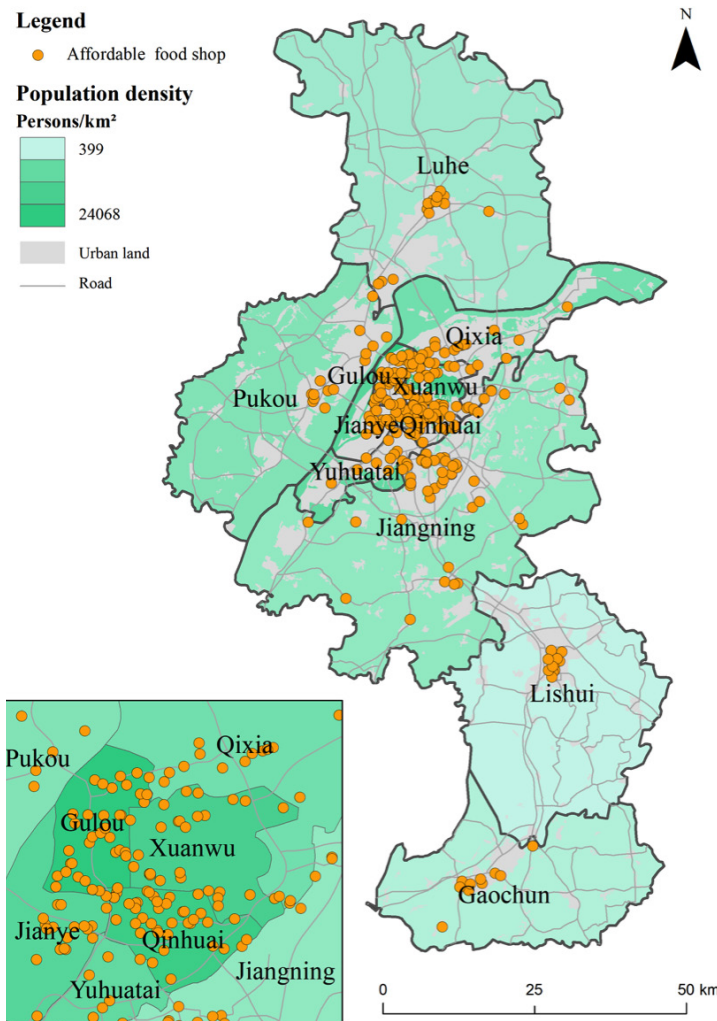 Legend
Affordable food shop
Population density
Persons/km²
399
24068
Urban land
Road
N
Luhe
Qixia
Gulou
Xuanwu
Pukou
JianyeQinhuai
Yuhuatai
Jiangning
Lishui
Gaochun
Pukou
Qixia
Gulou
Xuanwu
Jianye
Qinhuai
Jiangning
Yuhuatai
0 25 50 km